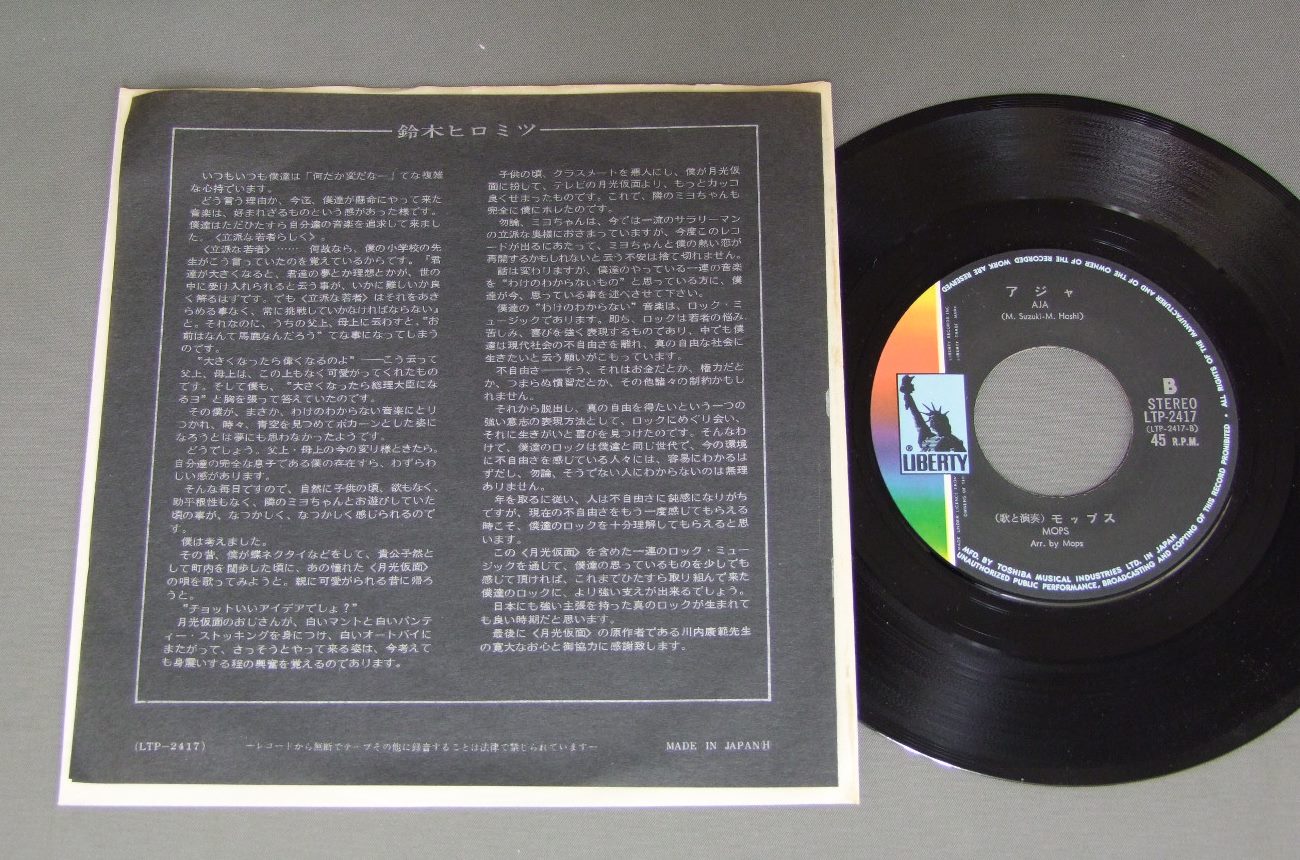 鈴木ヒロミツ
いつもいつも僕達は「何だか変だなー」てな複雑
な心持でいます。
どう言う理由か、今迄、僕達が懸命にやって来た
音楽は、好まれざるものという感があった様です。
僕達はただひたすら自分達の音楽を追求して来まし
た。〈立派な若者らしく〉。
〈立派な若者〉…… 何故なら、僕の小学校の先
生がこう言っていたのを覚えているからです。「君
達が大きくなると、君達の夢とか理想とかが、世の
中に受け入れられると云う事が、いかに難しいか良
く解るはずです。でも〈立派な若者〉はそれをあき
らめる事なく、常に挑戦していかなければならない』
と。それなのに、うちの父上、母上に云わすと、“お
前はなんて馬鹿なんだろう”てな事になってしまう
のです。
“大きくなったら偉くなるのよ”――こう云って
父上、母上は、この上もなく可愛がってくれたもの
です。そして僕も、“大きくなったら総理大臣にな
るヨ”と胸を張って答えていたのです。
その僕が、まさか、わけのわからない音楽にとり
つかれ、時々、青空を見つめてポカーンとした姿に
なろうとは夢にも思わなかったようです。
どうでしょう。父上・母上の今の変り様ときたら。
自分達の完全な息子である僕の存在すら、わずらわ
しい感があります。
そんな毎日ですので、自然に子供の頃、欲もなく、
助平根性もなく、隣のミヨちゃんとお遊びしていた
頃の事が、なつかしく、なつかしく感じられるので
す。
僕は考えました。
その昔、僕が蝶ネクタイなどをして、貴公子然と
して町内を闊歩した頃に、あの憧れた〈月光仮面〉
の唄を歌ってみようと。親に可愛がられる昔に帰ろ
うと。
“チョットいいアイデアでしょ？”
月光仮面のおじさんが、白いマントと白いパンテ
ィー・ストッキングを身につけ、白いオートバイに
またがって、さっそうとやって来る姿は、今考えて
も身震いする程の興奮を覚えるのであります。
子供の頃、クラスメートを悪人にし、僕が月光仮
面に扮して、テレビの月光仮面より、もっとカッコ
良くせまったものです。これで、隣のミヨちゃんも
完全に僕にホレたのです。
勿論、ミヨちゃんは、今では一流のサラリーマン
の立派な奥様におさまっていますが、今度このレコ
ードが出るにあたって、ミヨちゃんと僕の熱い恋が
再開するかもしれないと云う不安は捨て切れません。
話は変わりますが、僕達のやっている一連の音楽
を“わけのわからないもの”と思っている方に、僕
達が今、思っている事を述べさせて下さい。
僕達の“わけのわからない”音楽は、ロック・ミ
ュージックであります。即ち、ロックは若者の悩み
苦しみ、喜びを強く表現するものであり、中でも僕
達は現代社会の不自由さを離れ、真の自由な社会に
生きたいと云う願いがこもっています。
不自由さ――そう、それはお金だとか、権力だと
か、つまらぬ慣習だとか、その他諸々の制約かもし
れません。
それから脱出し、真の自由を得たいという一つの
強い意志の表現方法として、ロックにめぐり会い、
それに生きがいと喜びを見つけたのです。そんなわ
けで、僕達のロックは僕達と同じ世代で、今の環境
に不自由さを感じている人々には、容易にわかるは
ずだし、勿論、そうでない人にわからないのは無理
ありません。
年を取るに従い、人は不自由さに鈍感になりがち
ですが、現在の不自由さをもう一度感じてもらえる
時こそ、僕達のロックを十分理解してもらえると思
います。
この〈月光仮面〉を含めた一連のロック・ミュー
ジックを通じて、僕達の思っているものを少しでも
感じて頂ければ、これまでひたすら取り組んで来た
僕達のロックに、より強い支えが出来るでしょう。
日本にも強い主張を持った真のロックが生まれて
も良い時期だと思います。
最後に〈月光仮面〉の原作者である川内康範先生
の寛大なお心と御協力に感謝致します。
(LTP-2417)
ーレコードから無断でテープその他に録音することは法律で禁じられていますー
MADE IN JAPAN H
アジャ
AJA
(M. Suzuki-M. Hoshi)
B
STEREO
LTP-2417
(LTP-2417-B)
45 R.P.M.
® LIBERTY
(歌と演奏) モップス
MOPS
Arr. by Mops
MFD. BY TOSHIBA MUSICAL INDUSTRIES LTD. IN JAPAN
ALL RIGHTS OF THE MANUFACTURER AND OF THE OWNER OF THE RECORDED WORK ARE RESERVED
UNAUTHORIZED PUBLIC PERFORMANCE, BROADCASTING AND COPYING OF THIS RECORD PROHIBITED